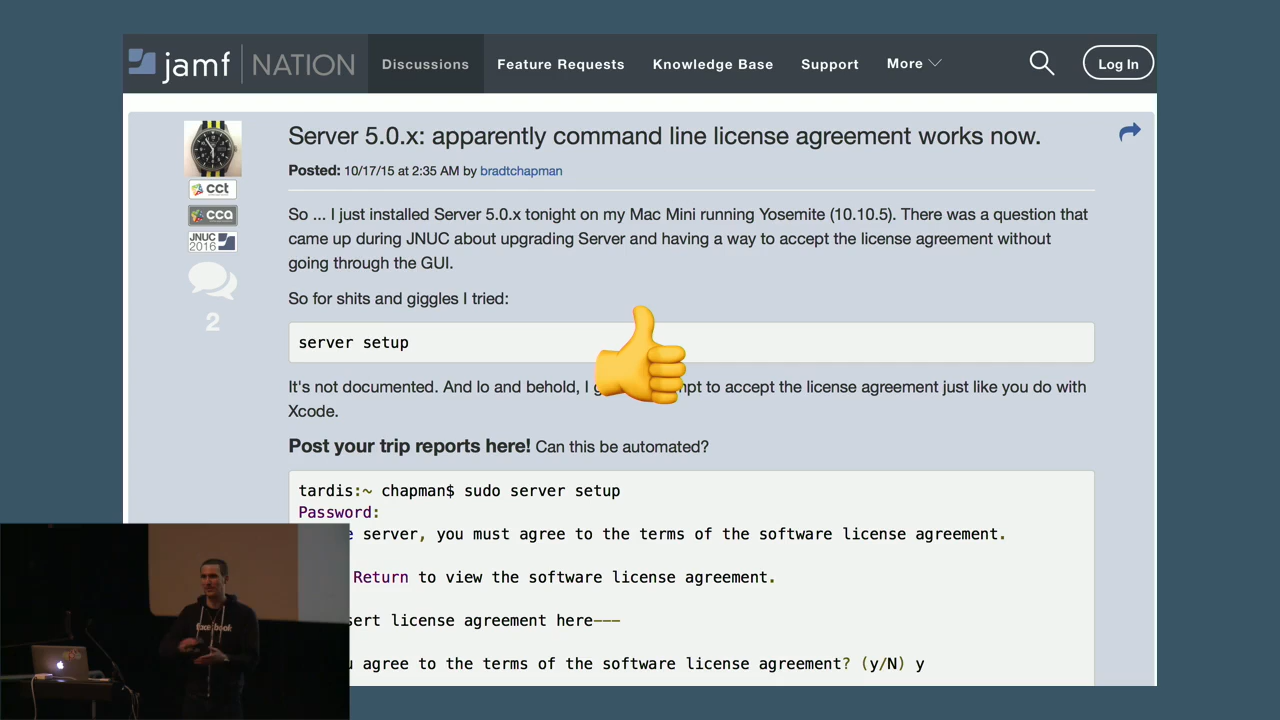 jamf NATION Discussions Feature Requests Knowledge Base Support More Log In
Server 5.0.x: apparently command line license agreement works now.
Posted: 10/17/15 at 2:35 AM by bradtchapman
cct
cca
JNUC
2016
2
So ... I just installed Server 5.0.x tonight on my Mac Mini running Yosemite (10.10.5). There was a question that
came up during JNUC about upgrading Server and having a way to accept the license agreement without
going through the GUI.
So for shits and giggles I tried:
server setup
It's not documented. And lo and behold, I to accept the license agreement just like you do with
Xcode.
Post your trip reports here! Can this be automated?
tardis:~ chapman$ sudo server setup
Password:
server, you must agree to the terms of the software license agreement.
Return to view the software license agreement.
license agreement here---
agree to the terms of the software license agreement? (y/N) y
facebook